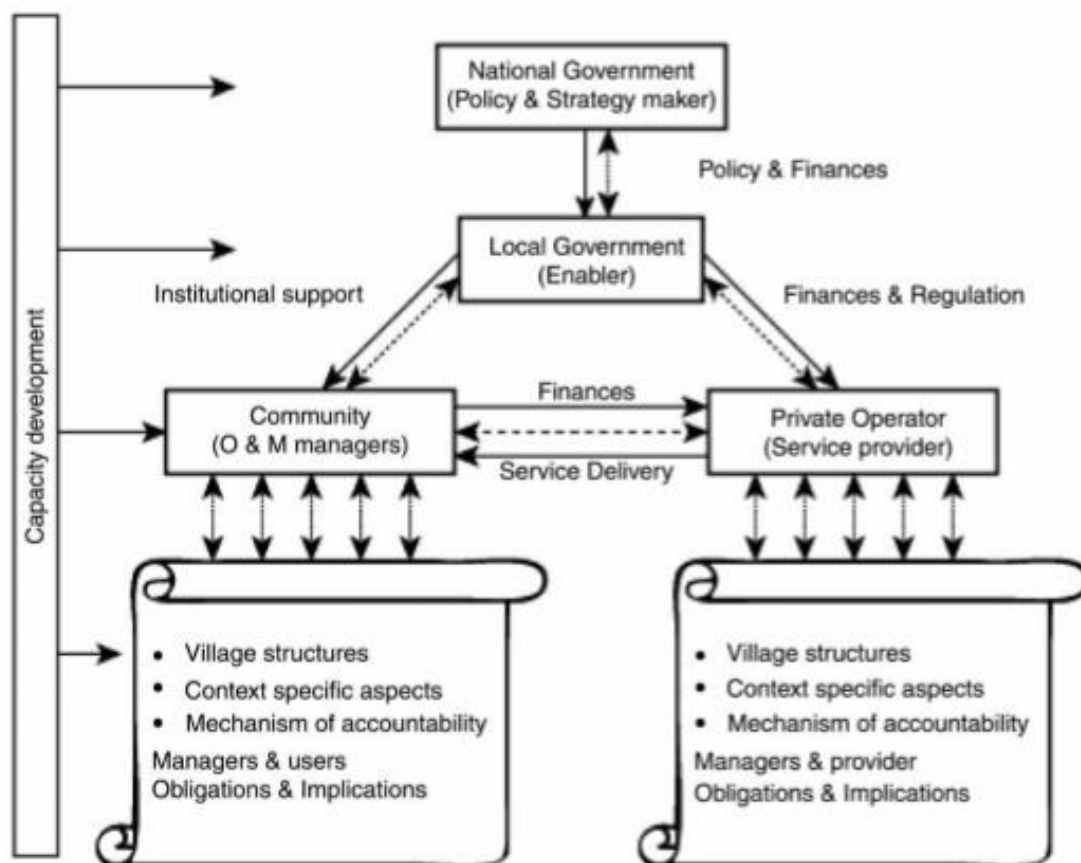 National Government
(Policy & Strategy maker)
Policy & Finances
Local Government
(Enabler)
Institutional support
Finances & Regulation
Capacity development
Community
(O & M managers)
Finances
Service Delivery
Private Operator
(Service provider)
• Village structures
• Context specific aspects
• Mechanism of accountability
Managers & users
Obligations & Implications
• Village structures
• Context specific aspects
• Mechanism of accountability
Managers & provider
Obligations & Implications